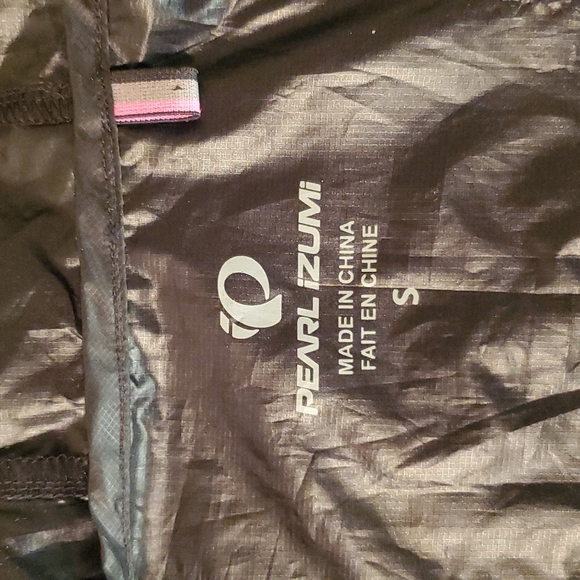 PEARL iZUMi
MADE IN CHINA
FAIT EN CHINE
S